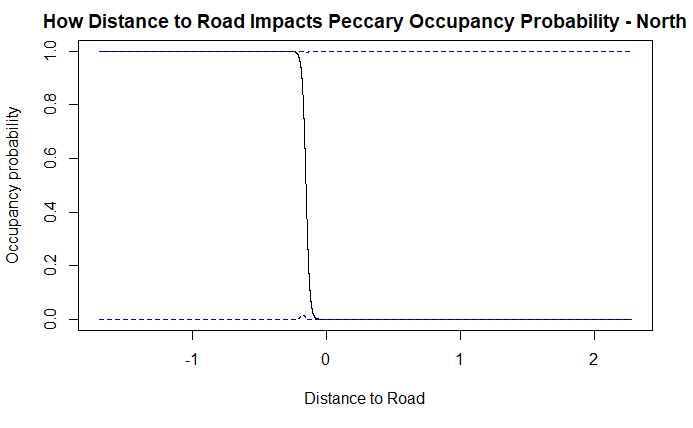 How Distance to Road Impacts Peccary Occupancy Probability - North
Occupancy probability
1.0
0.8
0.6
0.4
0.2
0.0
-1 0 1 2
Distance to Road